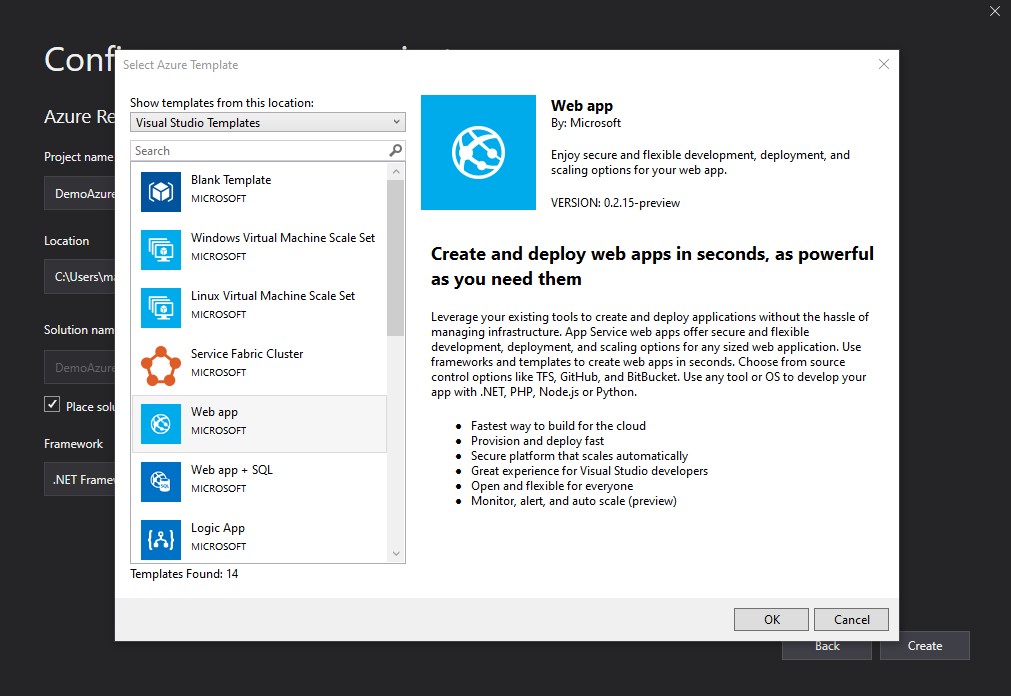 Select Azure Template
Show templates from this location:
Visual Studio Templates
Search
Blank Template
MICROSOFT
Windows Virtual Machine Scale Set
MICROSOFT
Linux Virtual Machine Scale Set
MICROSOFT
Service Fabric Cluster
MICROSOFT
Web app
MICROSOFT
Web app + SQL
MICROSOFT
Logic App
MICROSOFT
Templates Found: 14
Web app
By: Microsoft
Enjoy secure and flexible development, deployment, and
scaling options for your web app.
VERSION: 0.2.15-preview
Create and deploy web apps in seconds, as powerful
as you need them
Leverage your existing tools to create and deploy applications without the hassle of
managing infrastructure. App Service web apps offer secure and flexible
development, deployment, and scaling options for any sized web application. Use
frameworks and templates to create web apps in seconds. Choose from source
control options like TFS, GitHub, and BitBucket. Use any tool or OS to develop your
app with .NET, PHP, Node.js or Python.
• Fastest way to build for the cloud
• Provision and deploy fast
• Secure platform that scales automatically
• Great experience for Visual Studio developers
• Open and flexible for everyone
• Monitor, alert, and auto scale (preview)
OK
Cancel
Conf
Azure Re
Project name
DemoAzure
Location
C:\Users\ma
Solution nam
DemoAzure
Place solu
Framework
.NET Framew
Back
Create